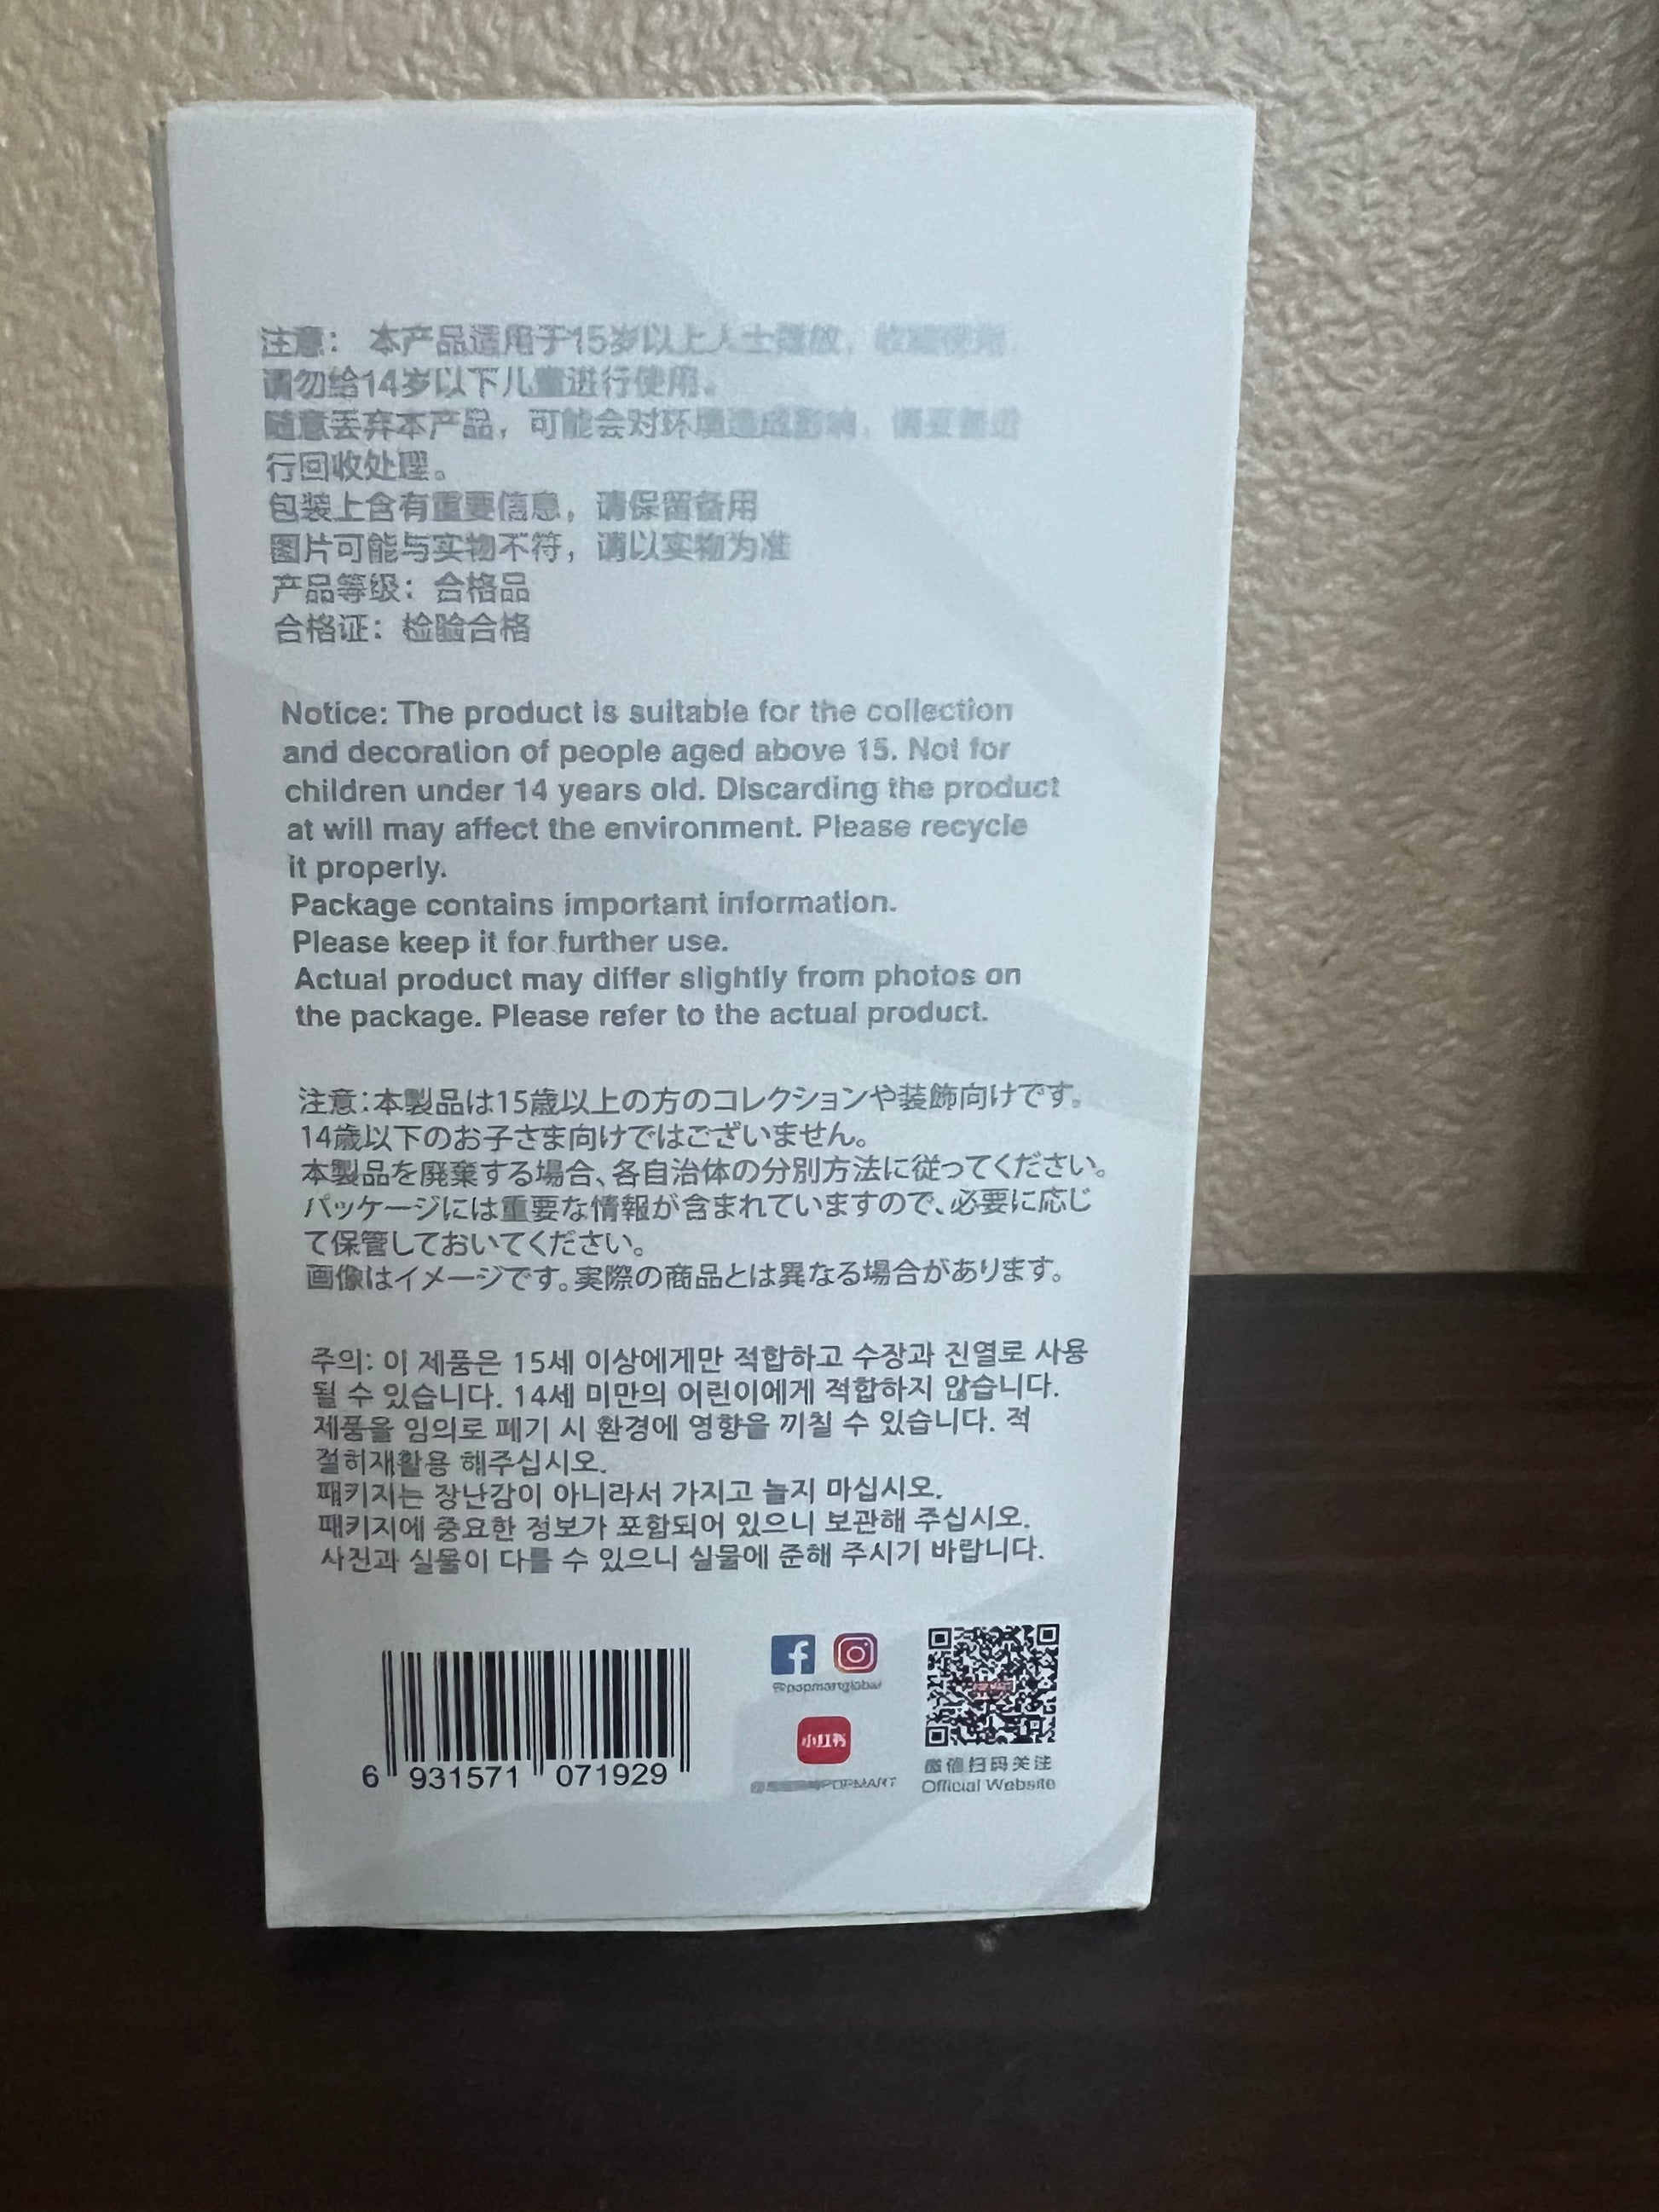 注意： 本产品适用于15岁以上人士摆放，收藏使用，
请勿给14岁以下儿童进行使用。
随意丢弃本产品，可能会对环境造成影响，
行回收处理。
包装上含有重要信息，请保留备用
图片可能与实物不符，请以实物为准
产品等级：合格品
合格证：检验合格
Notice: The product is suitable for the collection
and decoration of people aged above 15. Not for
children under 14 years old. Discarding the product
at will may affect the environment. Please recycle
it properly.
Package contains important information.
Please keep it for further use.
Actual product may differ slightly from photos on
the package. Please refer to the actual product.
注意:本製品は15歳以上の方のコレクションや装飾向けです。
14歳以下のお子さま向けではございません。
本製品を廃棄する場合、各自治体の分別方法に従ってください。
パッケージには重要な情報が含まれていますので、必要に応じ
て保管しておいてください。
画像はイメージです。実際の商品とは異なる場合があります。
주의: 이 제품은 15세 이상에게만 적합하고 수장과 진열로 사용
될 수 있습니다. 14세 미만의 어린이에게 적합하지 않습니다.
제품을 임의로 폐기 시 환경에 영향을 끼칠 수 있습니다. 적
절히재활용 해주십시오.
패키지는 장난감이 아니라서 가지고 놀지 마십시오.
패키지에 중요한 정보가 포함되어 있으니 보관해 주십시오.
사진과 실물이 다를 수 있으니 실물에 준해 주시기 바랍니다.
@popmartglobal
小红书
POPMART
微信扫码关注
Official Website
6 931571 071929